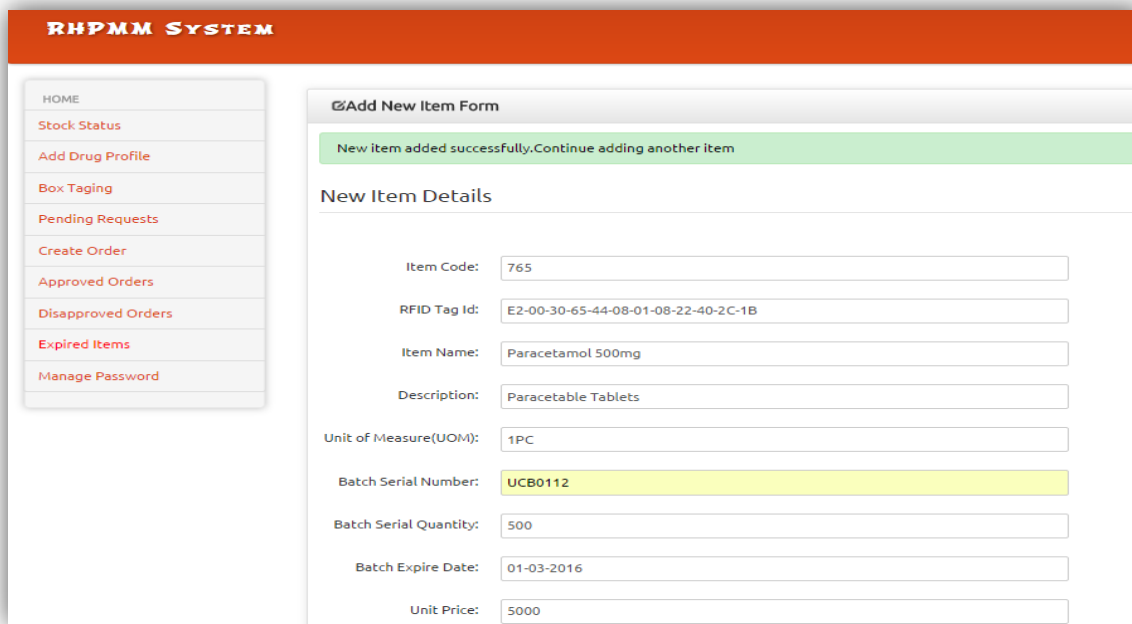 RHPMM System
HOME
Stock Status
Add Drug Profile
Box Taging
Pending Requests
Create Order
Approved Orders
Disapproved Orders
Expired Items
Manage Password
Add New Item Form
New item added successfully.Continue adding another item
New Item Details
Item Code: 765
RFID Tag Id: E2-00-30-65-44-08-01-08-22-40-2C-1B
Item Name: Paracetamol 500mg
Description: Paracetable Tablets
Unit of Measure(UOM): 1PC
Batch Serial Number: UCB0112
Batch Serial Quantity: 500
Batch Expire Date: 01-03-2016
Unit Price: 5000